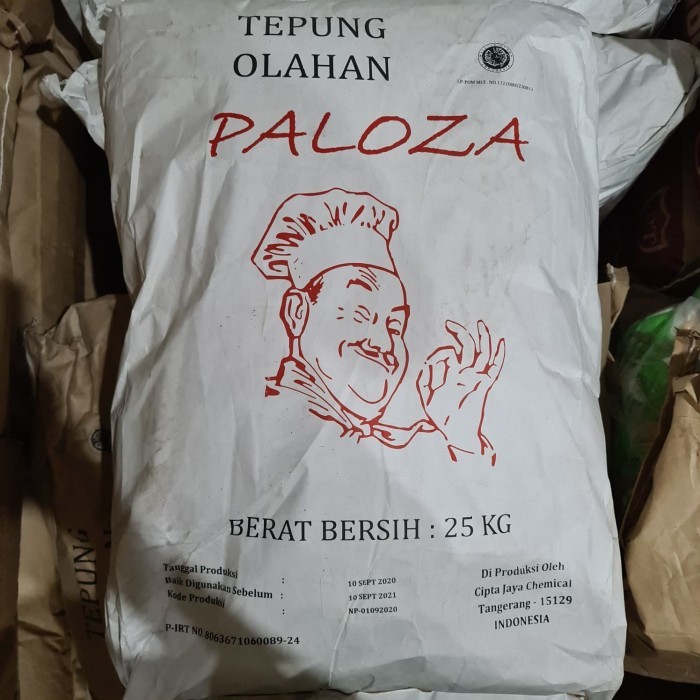 TEPUNG
OLAHAN
PALOZA
BERAT BERSIH : 25 KG
Tanggal Produksi : 10 SEPT 2020
Baik Digunakan Sebelum : 10 SEPT 2021
Kode Produksi : NP-01092020
P-IRT NO.8063671060089-24
Di Produksi Oleh
Cipta Jaya Chemical
Tangerang - 15129
INDONESIA
TEPUNG